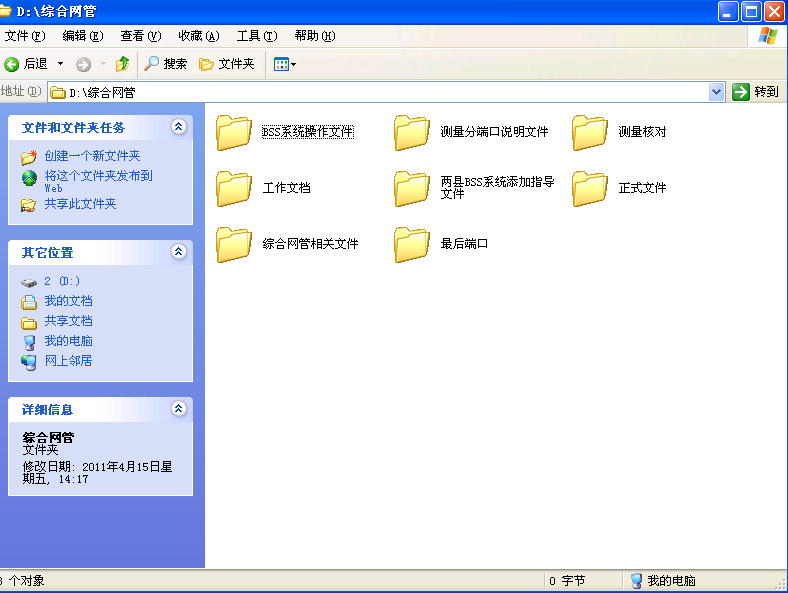 D:\综合网管
文件(F) 编辑(E) 查看(V) 收藏(A) 工具(T) 帮助(H)
后退 搜索 文件夹
地址(D) D:\综合网管 转到
文件和文件夹任务
创建一个新文件夹
将这个文件夹发布到
Web
共享此文件夹
其它位置
2 (D:)
我的文档
共享文档
我的电脑
网上邻居
详细信息
综合网管
文件夹
修改日期: 2011年4月15日星
期五, 14:17
BSS系统操作文件
测量分端口说明文件
测量核对
工作文档
两县BSS系统添加指导
文件
正式文件
综合网管相关文件
最后端口
个对象 0 字节 我的电脑